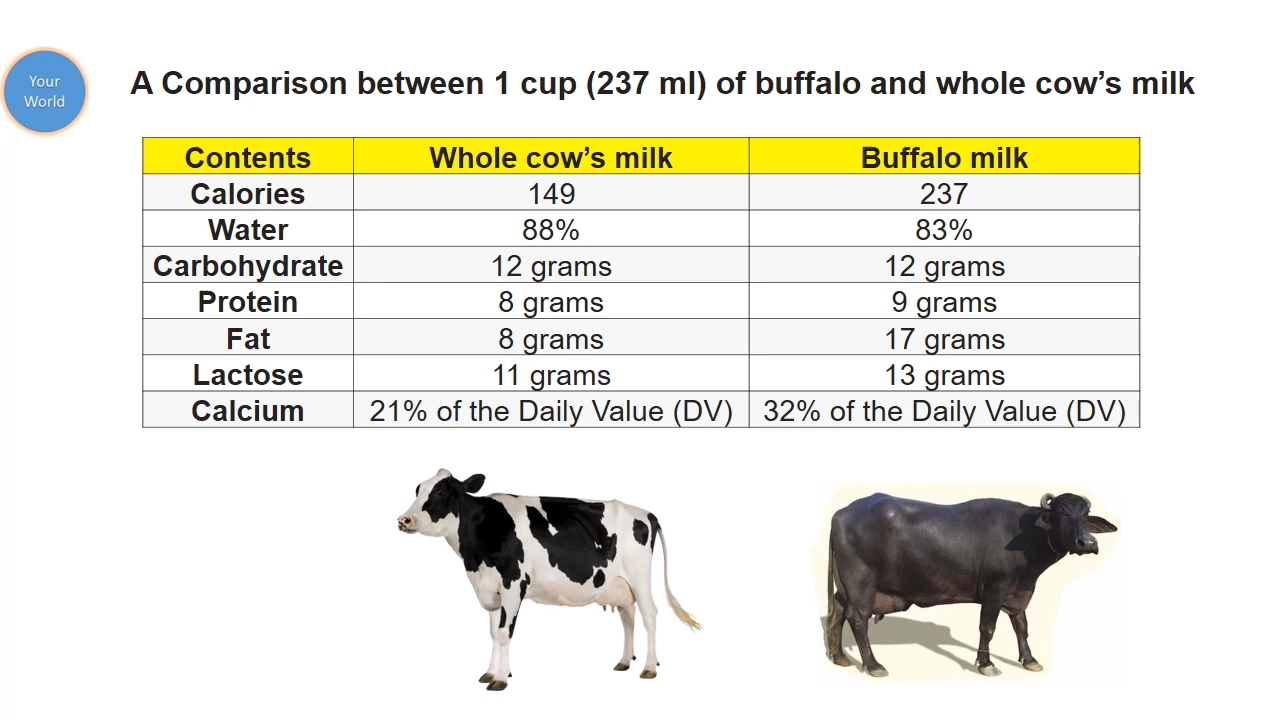 Your
World
A Comparison between 1 cup (237 ml) of buffalo and whole cow’s milk
Contents Whole cow’s milk Buffalo milk
Calories 149 237
Water 88% 83%
Carbohydrate 12 grams 12 grams
Protein 8 grams 9 grams
Fat 8 grams 17 grams
Lactose 11 grams 13 grams
Calcium 21% of the Daily Value (DV) 32% of the Daily Value (DV)